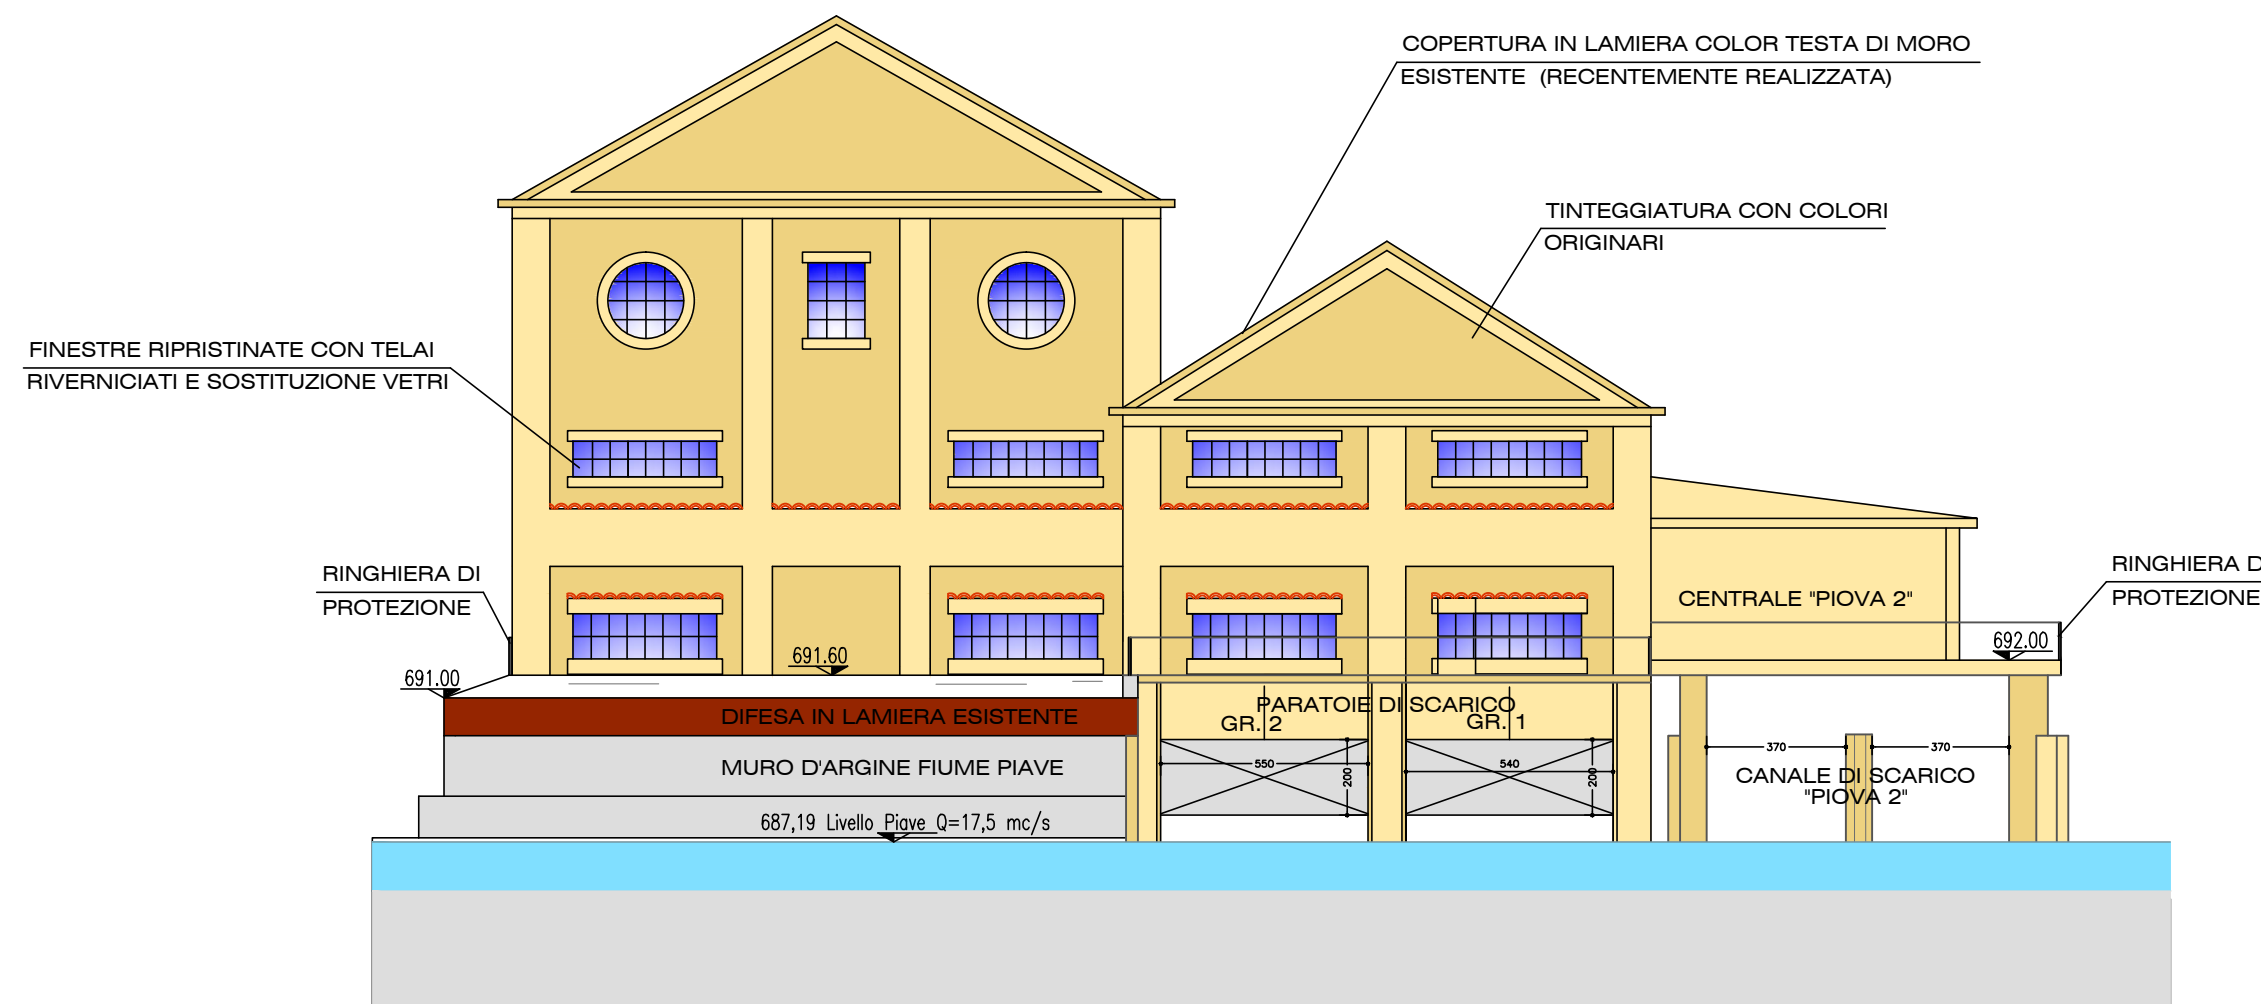 COPERTURA IN LAMIERA COLOR TESTA DI MORO
ESISTENTE (RECENTEMENTE REALIZZATA)
TINTEGGIATURA CON COLORI
ORIGINARI
FINESTRE RIPRISTINATE CON TELAI
RIVERNICIATI E SOSTITUZIONE VETRI
RINGHIERA DI
PROTEZIONE
RINGHIERA D
PROTEZIONE
CENTRALE "PIOVA 2"
692.00
691.60
691.00
DIFESA IN LAMIERA ESISTENTE
PARATOIE DI SCARICO
GR. 2
GR. 1
MURO D'ARGINE FIUME PIAVE
550
200
540
200
370
370
CANALE DI SCARICO
"PIOVA 2"
687,19 Livello Piave Q=17,5 mc/s